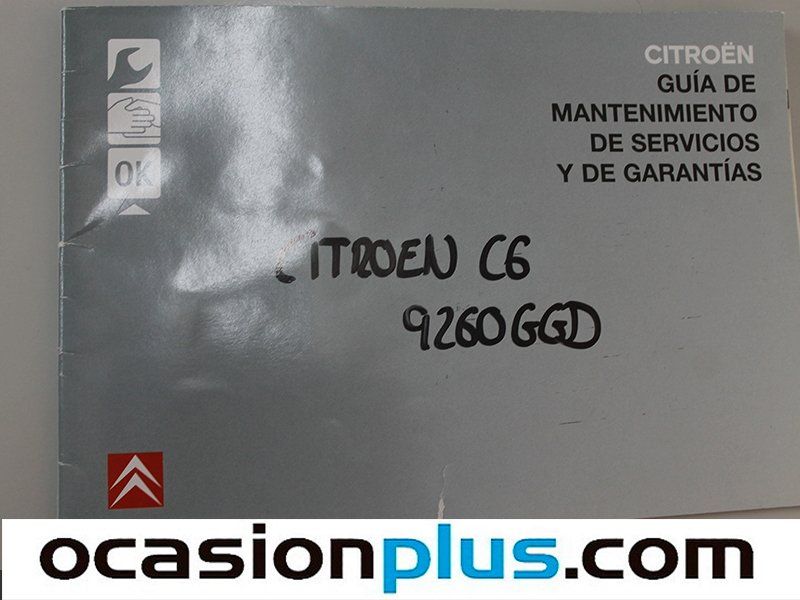 CITROËN
GUÍA DE
MANTENIMIENTO
DE SERVICIOS
Y DE GARANTÍAS
OK
CITROEN C6
9260GGD
ocasionplus.com